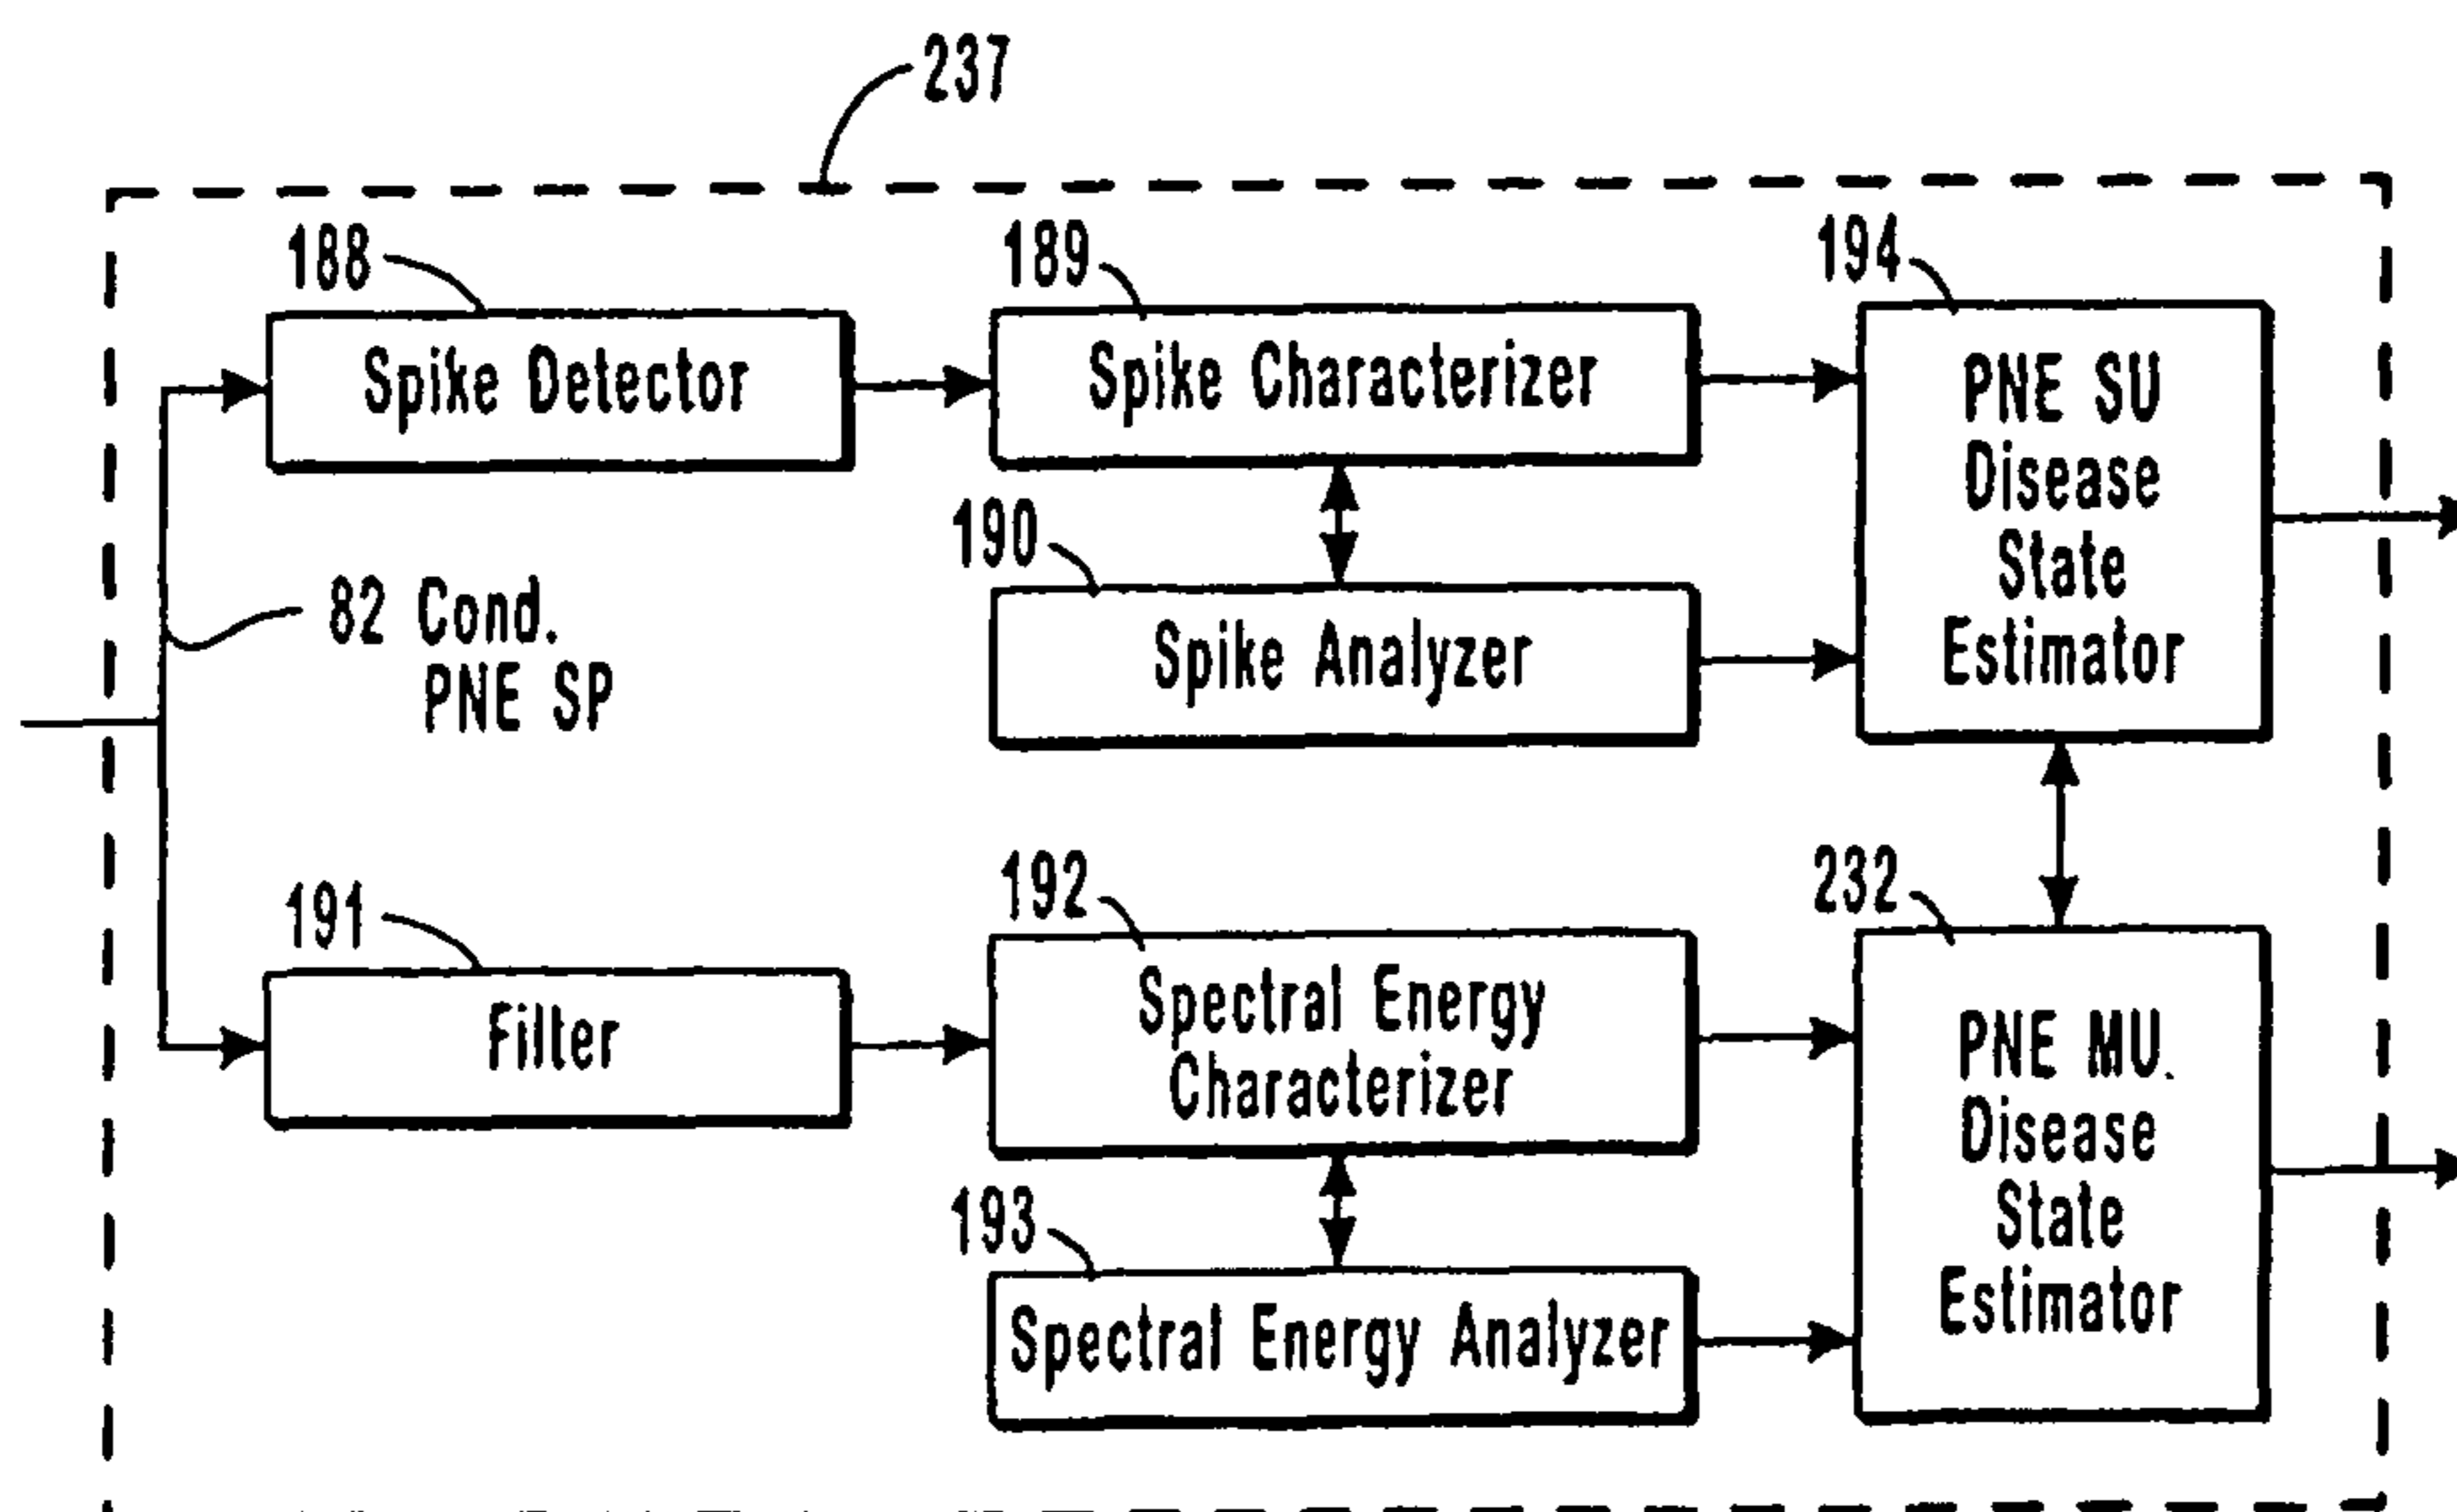 237
188
189
194
Spike Detector
Spike Characterizer
PNE SU
Disease
State
Estimator
190
Spike Analyzer
82 Cond.
PNE SP
191
192
232
Filter
Spectral Energy
Characterizer
PNE MU.
Disease
State
Estimator
193
Spectral Energy Analyzer